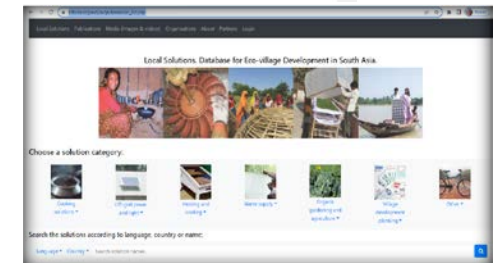 Local Solutions Publications Media (images & videos) Organisations About Partners Login
Local Solutions. Database for Eco-village Development in South Asia.
Choose a solution category:
Cooking solutions
Off-grid power and light
Heating and cooling
Water supply
Organic gardening and agriculture
Village development planning
Other
Search the solutions according to language, country or name:
Language Country Search solution names